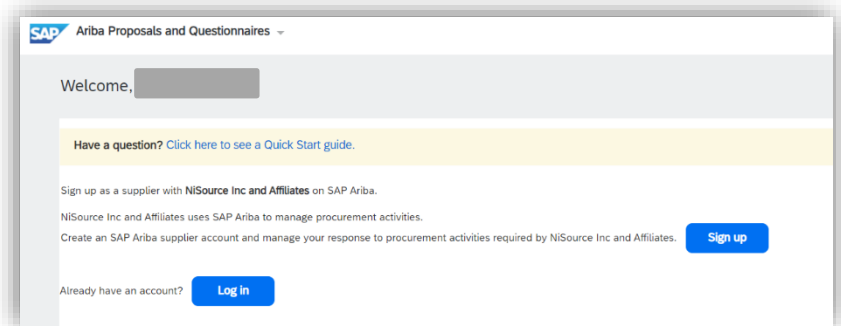 SAP Ariba Proposals and Questionnaires
Welcome,
Have a question? Click here to see a Quick Start guide.
Sign up as a supplier with NiSource Inc and Affiliates on SAP Ariba.
NiSource Inc and Affiliates uses SAP Ariba to manage procurement activities.
Create an SAP Ariba supplier account and manage your response to procurement activities required by NiSource Inc and Affiliates. Sign up
Already have an account? Log in